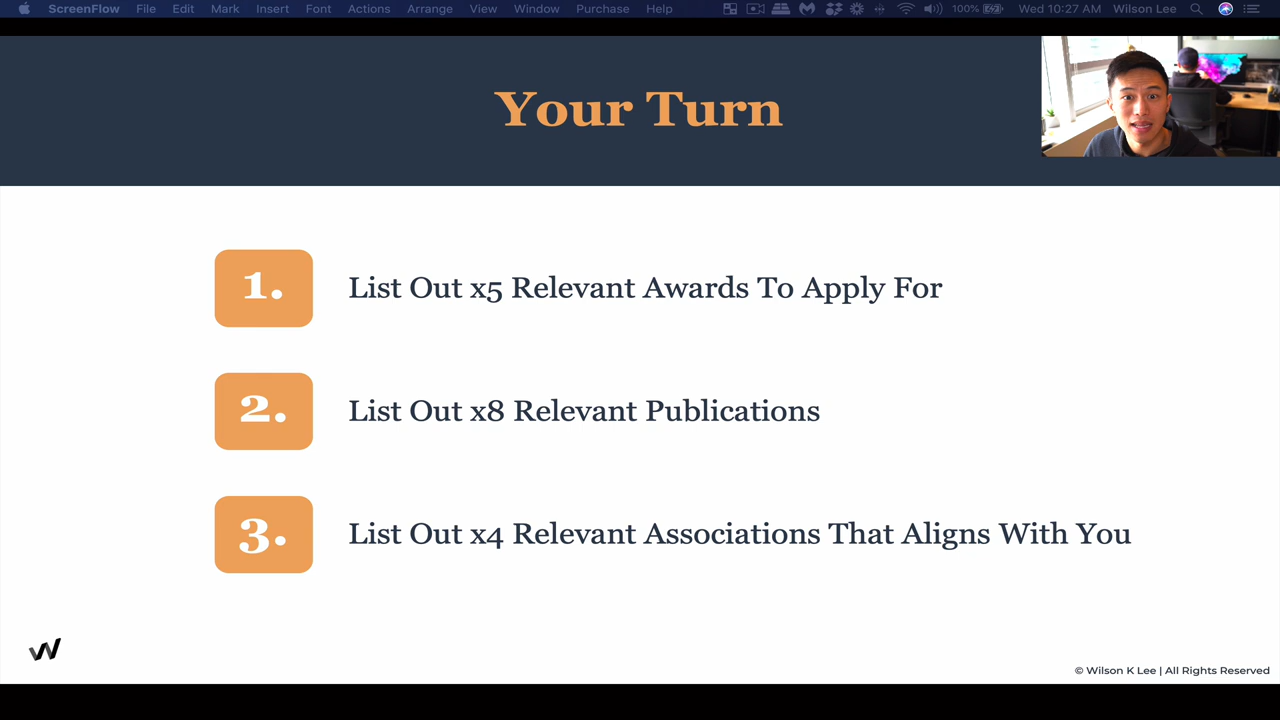 ScreenFlow File Edit Mark Insert Font Actions Arrange View Window Purchase Help 100% Wed 10:27 AM Wilson Lee
Your Turn
1. List Out x5 Relevant Awards To Apply For
2. List Out x8 Relevant Publications
3. List Out x4 Relevant Associations That Aligns With You
W
© Wilson K Lee | All Rights Reserved